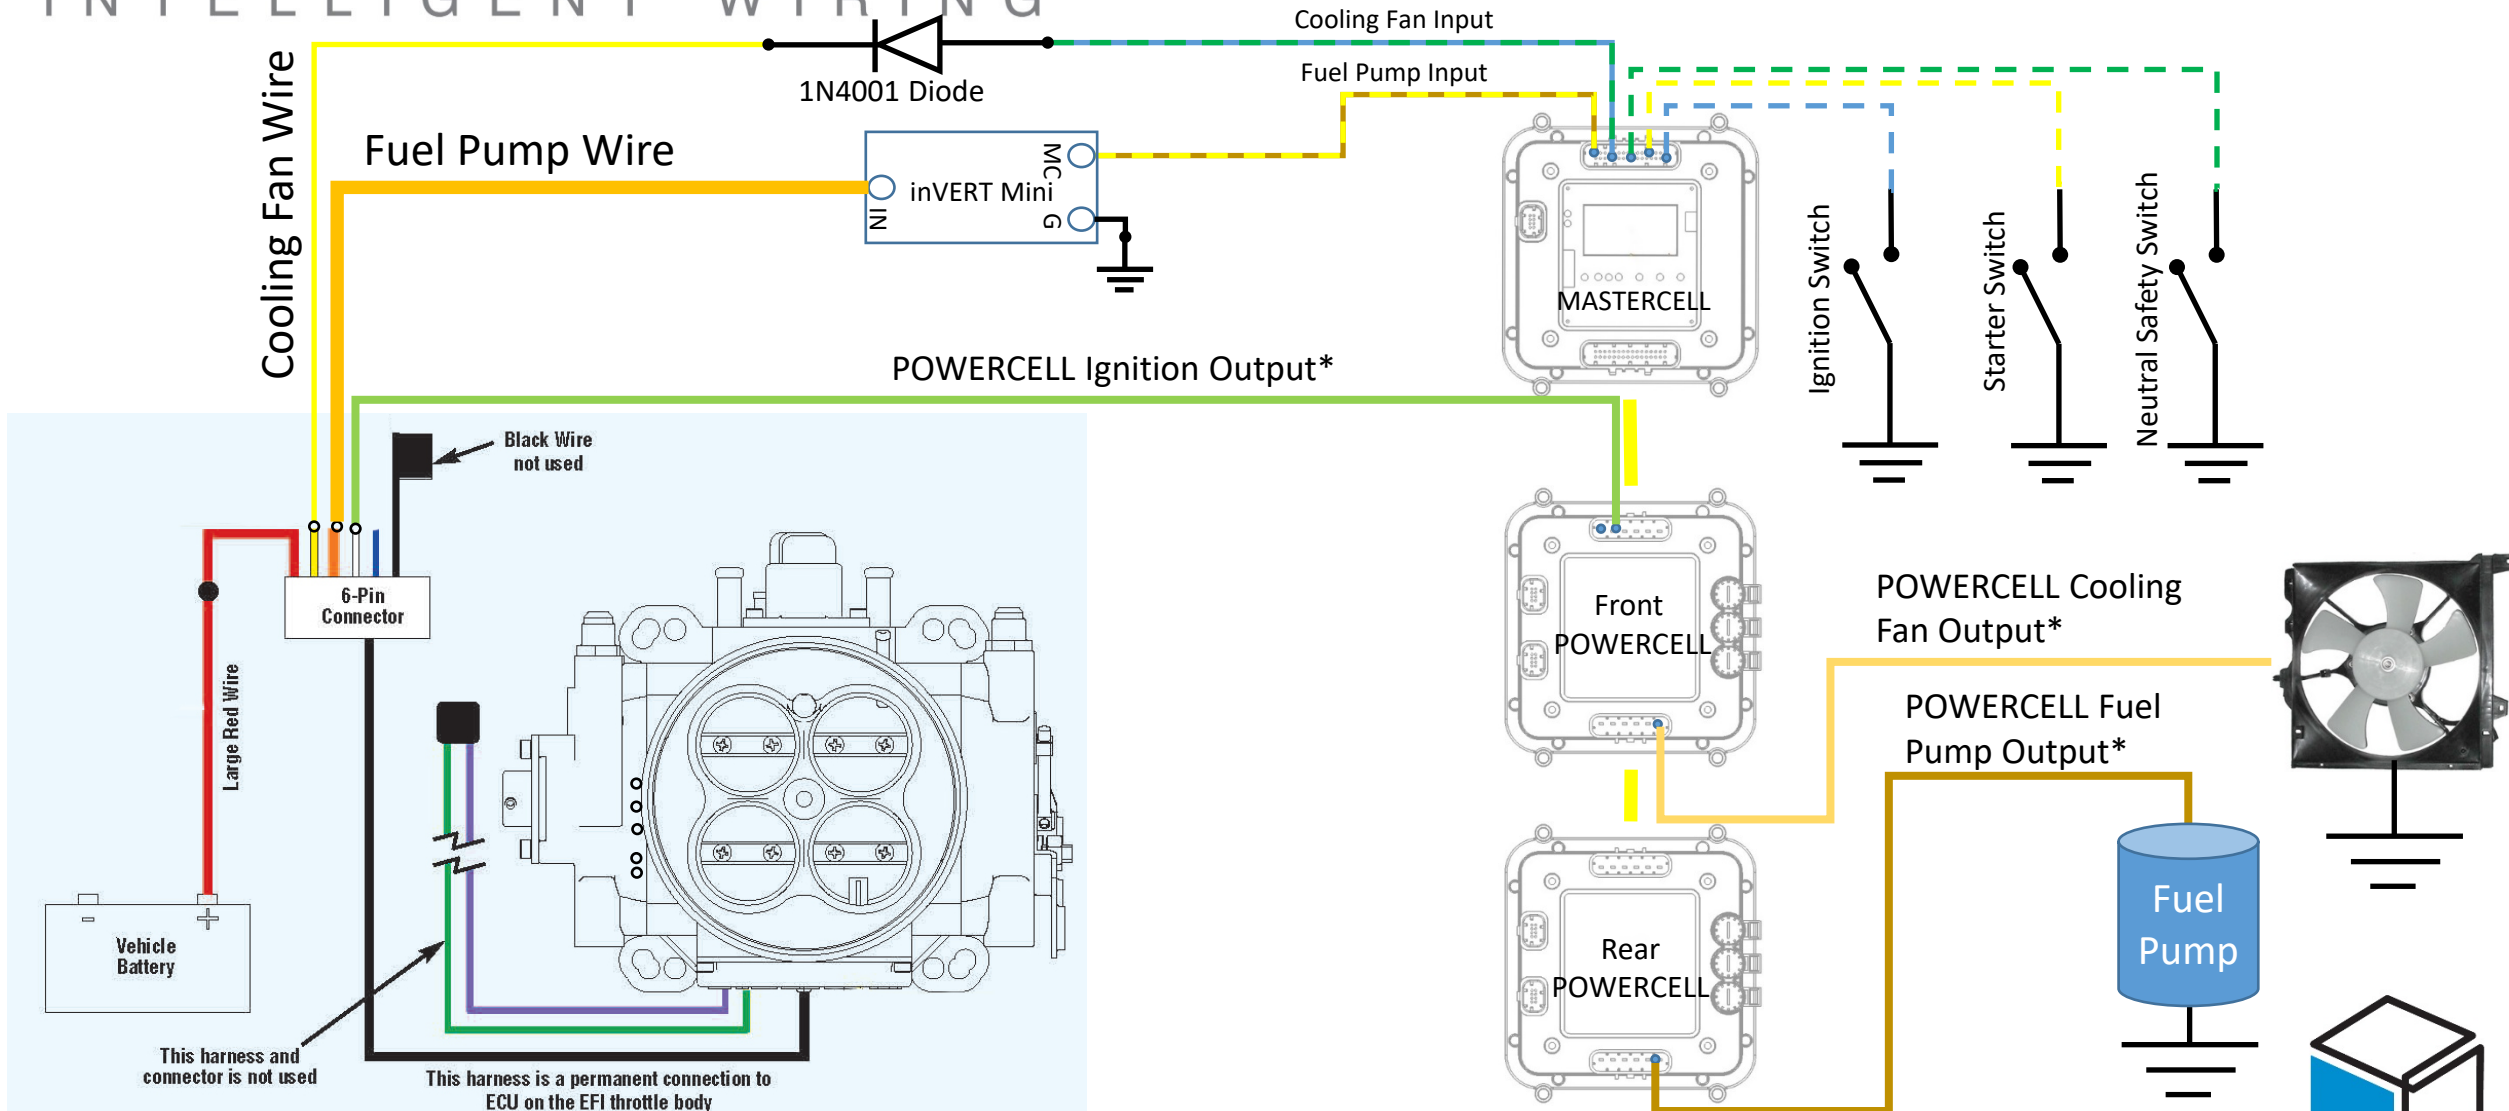 INTELLIGENT WIRING
Cooling Fan Input
Fuel Pump Input
1N4001 Diode
Cooling Fan Wire
Fuel Pump Wire
inVERT Mini
IN
MC
G
MASTERCELL
Ignition Switch
Starter Switch
Neutral Safety Switch
POWERCELL Ignition Output*
Black Wire
not used
6-Pin
Connector
Large Red Wire
Front
POWERCELL
POWERCELL Cooling
Fan Output*
POWERCELL Fuel
Pump Output*
- +
Vehicle
Battery
Rear
POWERCELL
Fuel
Pump
This harness and
connector is not used
This harness is a permanent connection to
ECU on the EFI throttle body